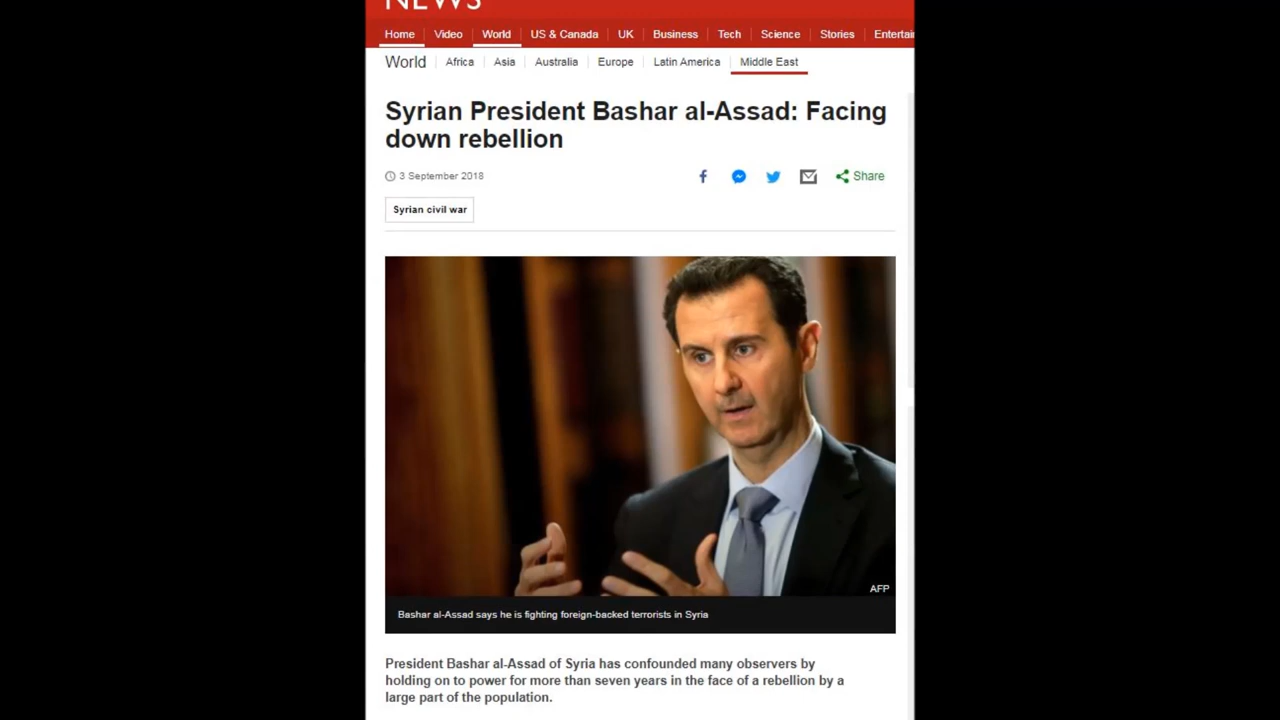 NEWS
Home Video World US & Canada UK Business Tech Science Stories Entertai
World Africa Asia Australia Europe Latin America Middle East
Syrian President Bashar al-Assad: Facing
down rebellion
3 September 2018 Share
Syrian civil war
AFP
Bashar al-Assad says he is fighting foreign-backed terrorists in Syria
President Bashar al-Assad of Syria has confounded many observers by
holding on to power for more than seven years in the face of a rebellion by a
large part of the population.